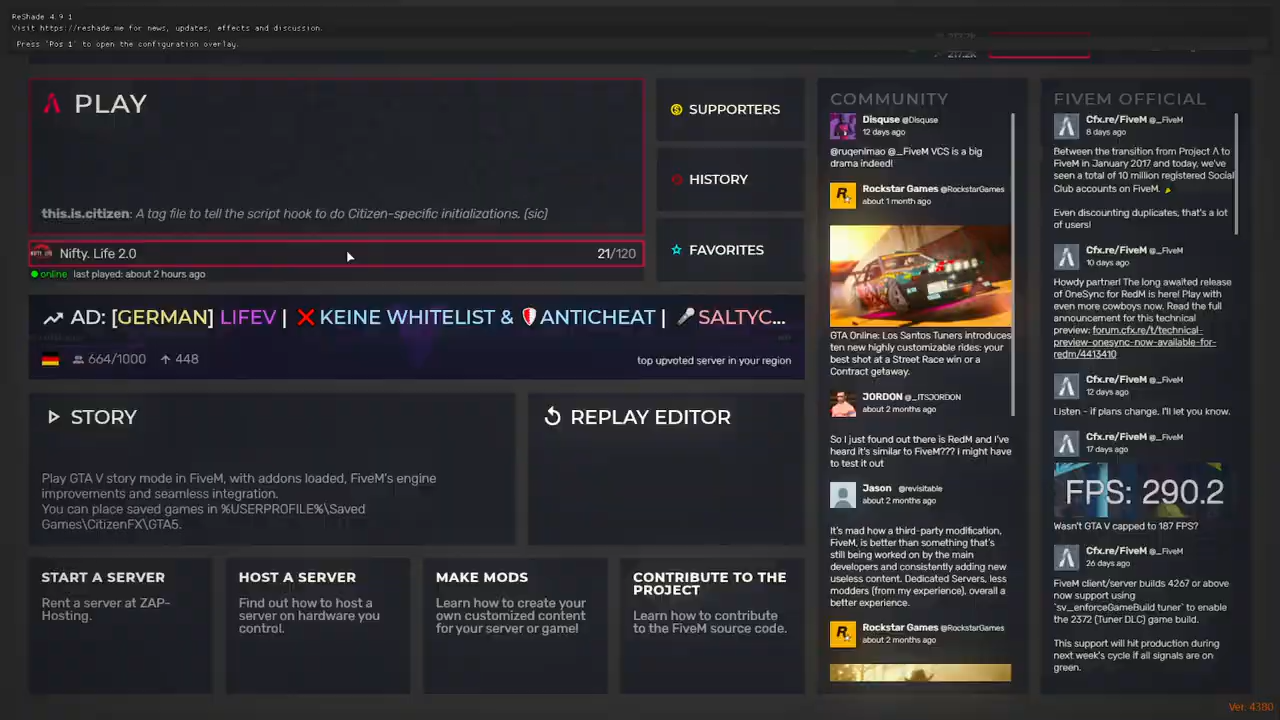 ReShade 4.9 1
Visit https://reshade.me for news, updates, effects and discussion.
Press 'Pos 1' to open the configuration overlay.
217.2k
PLAY
this.is.citizen: A tag file to tell the script hook to do Citizen-specific initializations. [sic]
Nifty. Life 2.0
21/120
online last played: about 2 hours ago
SUPPORTERS
HISTORY
FAVORITES
AD: [GERMAN] LIFEV | ❌ KEINE WHITELIST & 🛡ANTICHEAT | 🎤SALTYC...
664/1000 448
top upvoted server in your region
STORY
Play GTA V story mode in FiveM, with addons loaded, FiveM's engine
improvements and seamless integration.
You can place saved games in %USERPROFILE%\Saved
Games\CitizenFX\GTA5.
REPLAY EDITOR
START A SERVER
Rent a server at ZAP-
Hosting.
HOST A SERVER
Find out how to host a
server on hardware you
control.
MAKE MODS
Learn how to create your
own customized content
for your server or game!
CONTRIBUTE TO THE
PROJECT
Learn how to contribute
to the FiveM source code.
COMMUNITY
Disquse @Disquse
12 days ago
@ruqenlmao @_FiveM VCS is a big
drama indeed!
Rockstar Games @RockstarGames
about 1 month ago
GTA Online: Los Santos Tuners introduces
ten new highly customizable rides: your
best shot at a Street Race win or a
Contract getaway.
JORDON @_ITSJORDON
about 2 months ago
So I just found out there is RedM and I've
heard it's similar to FiveM??? i might have
to test it out
Jason @revisitable
about 2 months ago
It's mad how a third-party modification,
FiveM, is better than something that's
still being worked on by the main
developers and consistently adding new
useless content. Dedicated Servers, less
modders (from my experience), overall a
better experience.
Rockstar Games @RockstarGames
about 2 months ago
FIVEM OFFICIAL
Cfx.re/FiveM @_FiveM
8 days ago
Between the transition from Project Λ to
FiveM in January 2017 and today, we've
seen a total of 10 million registered Social
Club accounts on FiveM. 🎉
Even discounting duplicates, that's a lot
of users!
Cfx.re/FiveM @_FiveM
10 days ago
Howdy partner! The long awaited release
of OneSync for RedM is here! Play with
even more cowboys now. Read the full
announcement for this technical
preview: forum.cfx.re/t/technical-
preview-onesync-now-available-for-
redm/4413410
Cfx.re/FiveM @_FiveM
12 days ago
Listen - if plans change, I'll let you know.
Cfx.re/FiveM @_FiveM
17 days ago
FPS: 290.2
Wasn't GTA V capped to 187 FPS?
Cfx.re/FiveM @_FiveM
26 days ago
FiveM client/server builds 4267 or above
now support using
`sv_enforceGameBuild tuner` to enable
the 2372 (Tuner DLC) game build.
This support will hit production during
next week's cycle if all signals are on
green.
Ver. 4380